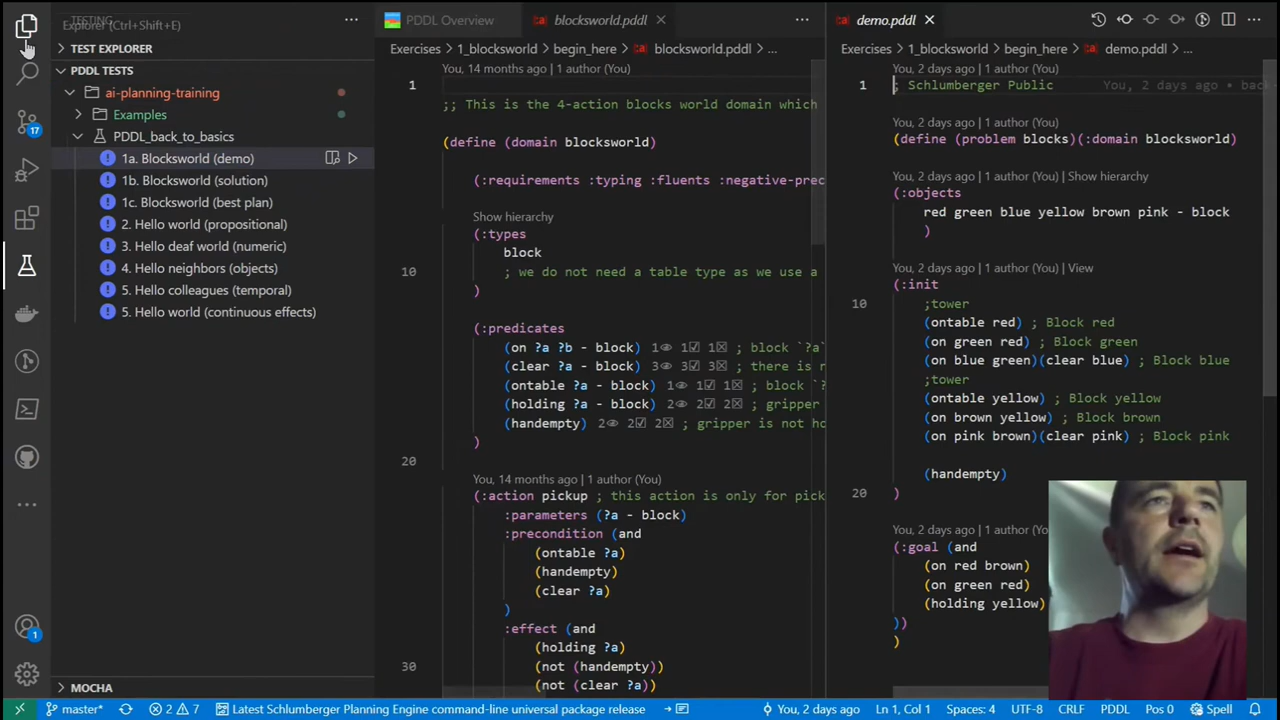 TESTING
Explorer (Ctrl+Shift+E)
TEST EXPLORER
PDDL TESTS
ai-planning-training
Examples
PDDL_back_to_basics
1a. Blocksworld (demo)
1b. Blocksworld (solution)
1c. Blocksworld (best plan)
2. Hello world (propositional)
3. Hello deaf world (numeric)
4. Hello neighbors (objects)
5. Hello colleagues (temporal)
5. Hello world (continuous effects)
MOCHA
17
1
PDDL Overview
blocksworld.pddl
Exercises > 1_blocksworld > begin_here > blocksworld.pddl > ...
You, 14 months ago | 1 author (You)
1
;; This is the 4-action blocks world domain which
(define (domain blocksworld)
(:requirements :typing :fluents :negative-prec
Show hierarchy
(:types
block
10 ; we do not need a table type as we use a
)
(:predicates
(on ?a ?b - block) 1 1 1 ; block `?a`
(clear ?a - block) 3 3 3 ; there is n
(ontable ?a - block) 1 1 1 ; block `?
(holding ?a - block) 2 2 2 ; gripper
(handempty) 2 2 2 ; gripper is not ho
)
20
You, 14 months ago | 1 author (You)
(:action pickup ; this action is only for pick
:parameters (?a - block)
:precondition (and
(ontable ?a)
(handempty)
(clear ?a)
)
:effect (and
(holding ?a)
30 (not (handempty))
(not (clear ?a))
demo.pddl
Exercises > 1_blocksworld > begin_here > demo.pddl > ...
You, 2 days ago | 1 author (You)
1 ; Schlumberger Public You, 2 days ago • back
You, 2 days ago | 1 author (You)
(define (problem blocks)(:domain blocksworld)
You, 2 days ago | 1 author (You) | Show hierarchy
(:objects
red green blue yellow brown pink - block
)
You, 2 days ago | 1 author (You) | View
(:init
10 ;tower
(ontable red) ; Block red
(on green red) ; Block green
(on blue green)(clear blue) ; Block blue
;tower
(ontable yellow) ; Block yellow
(on brown yellow) ; Block brown
(on pink brown)(clear pink) ; Block pink
(handempty)
20 )
You, 2 days ago | 1 author (You)
(:goal (and
(on red brown)
(on green red)
(holding yellow)
))
)
master* 2 7 Latest Schlumberger Planning Engine command-line universal package release You, 2 days ago Ln 1, Col 1 Spaces: 4 UTF-8 CRLF PDDL Pos 0 Spell